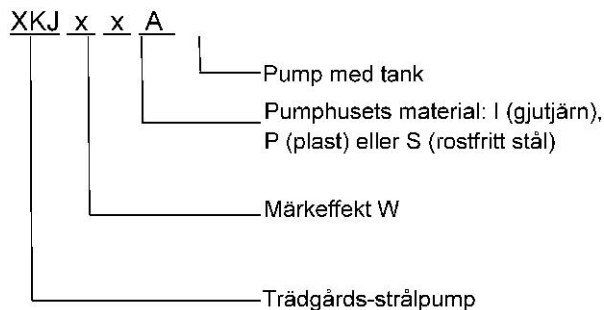 XKJ x x A
Pump med tank
Pumphusets material: I (gjutjärn),
P (plast) eller S (rostfritt stål)
Märkeffekt W
Trädgårds-strålpump